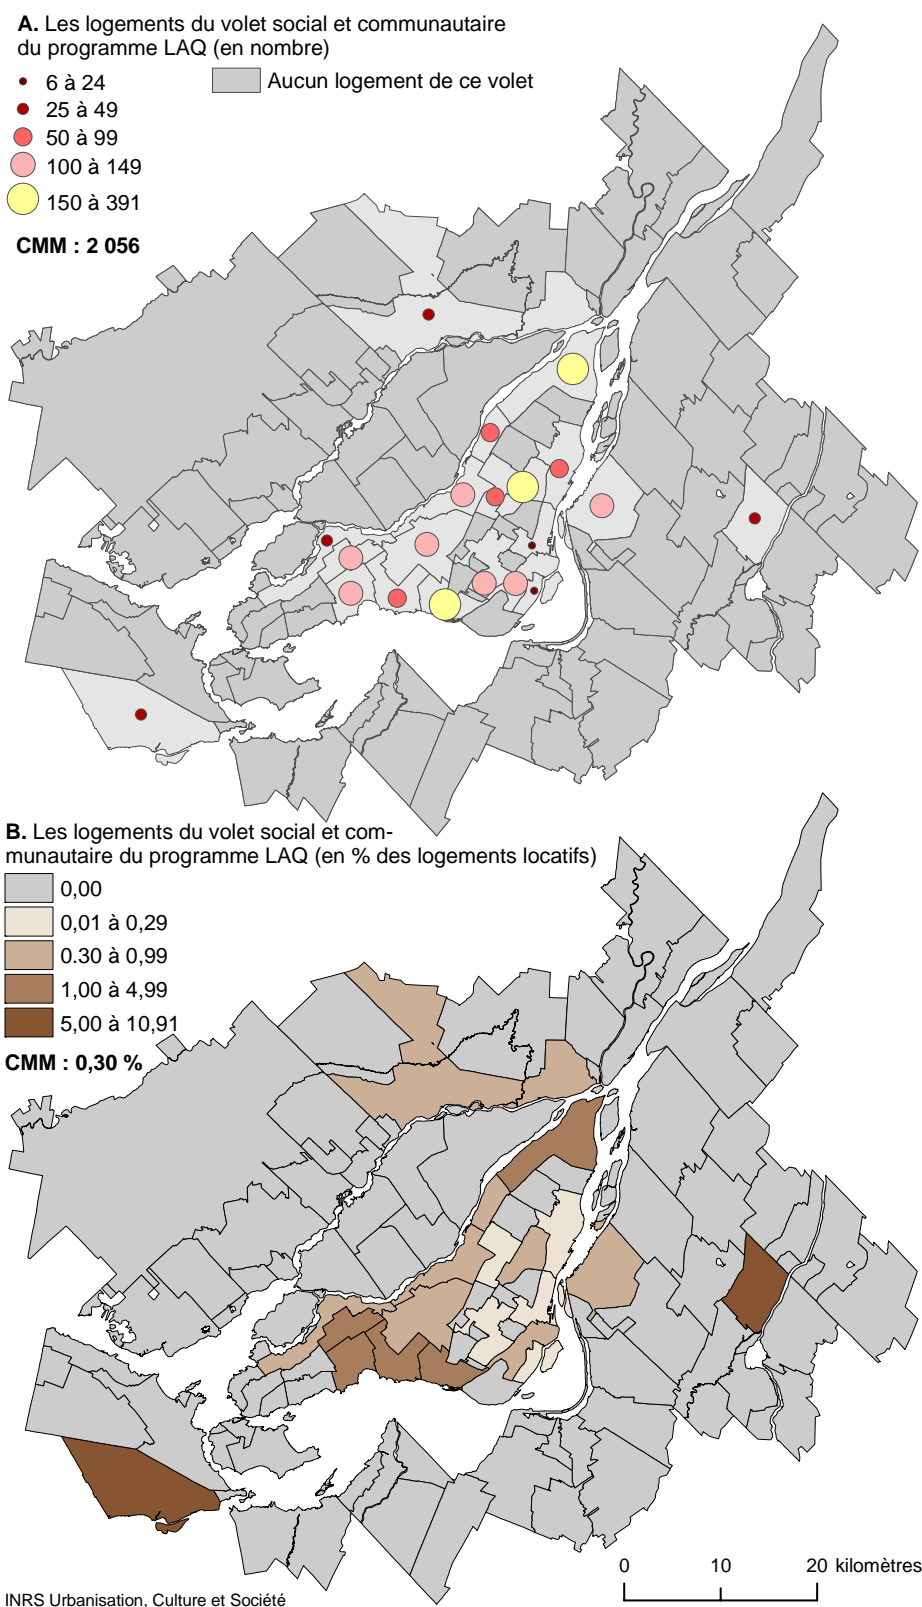 A. Les logements du volet social et communautaire
du programme LAQ (en nombre)
6 à 24
25 à 49
50 à 99
100 à 149
150 à 391
Aucun logement de ce volet
CMM : 2 056
B. Les logements du volet social et com-
munautaire du programme LAQ (en % des logements locatifs)
0,00
0,01 à 0,29
0.30 à 0,99
1,00 à 4,99
5,00 à 10,91
CMM : 0,30 %
0 10 20 kilomètres
INRS Urbanisation, Culture et Société